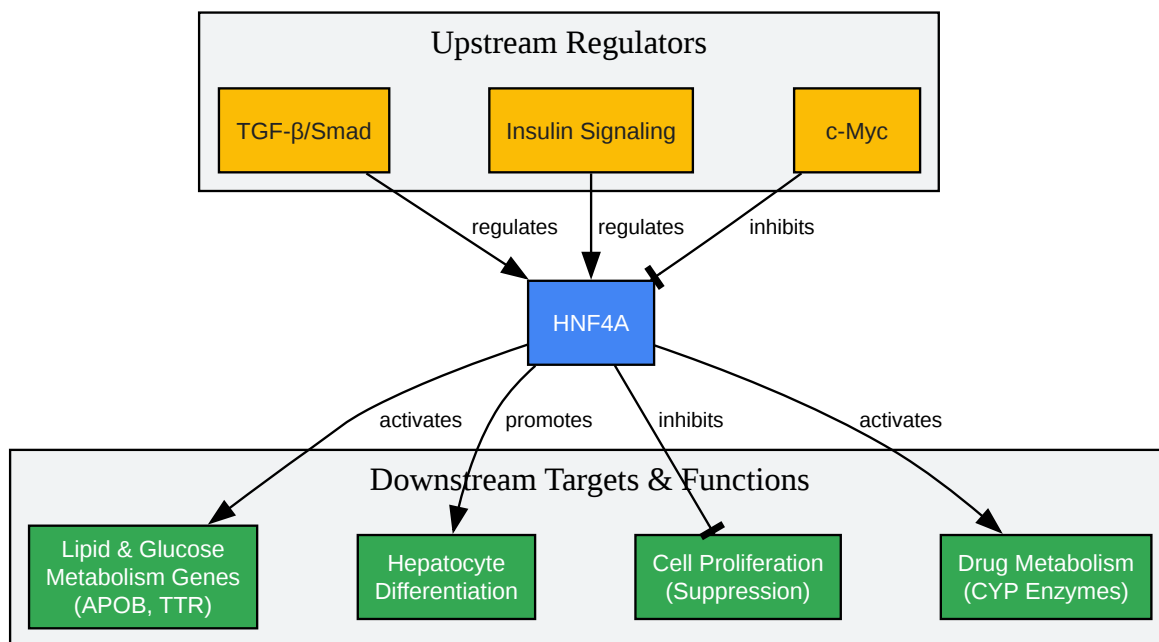 Upstream Regulators
TGF-β/Smad
Insulin Signaling
c-Myc
regulates
regulates
inhibits
HNF4A
activates
promotes
inhibits
activates
Downstream Targets & Functions
Lipid & Glucose
Metabolism Genes
(APOB, TTR)
Hepatocyte
Differentiation
Cell Proliferation
(Suppression)
Drug Metabolism
(CYP Enzymes)